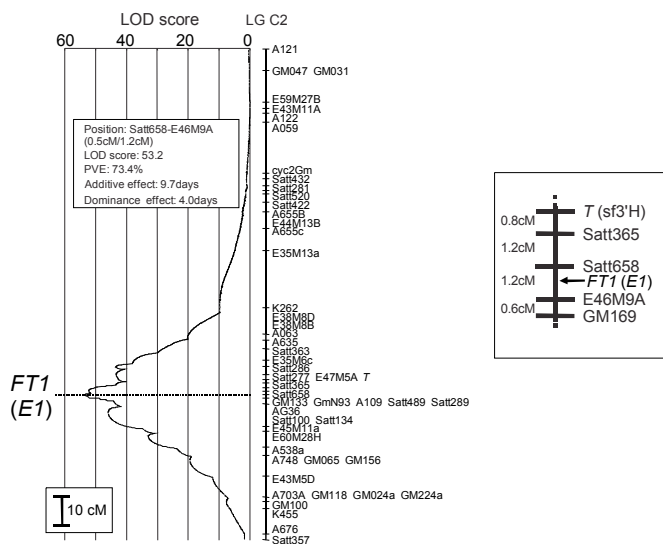 LOD score
LG C2
60 40 20 0
A121
GM047 GM031
E59M27B
E43M11A
A122
A059
Position: Satt658-E46M9A
(0.5cM/1.2cM)
LOD score: 53.2
PVE: 73.4%
Additive effect: 9.7days
Dominance effect: 4.0days
cyc2Gm
Satt432
Satt281
Satt520
Satt422
A655B
E44M13B
A655c
E35M13a
K262
E38M8D
E38M8B
A063
A635
Satt363
E35M6c
Satt286
Satt277 E47M5A T
Satt365
Satt658
GM133 GmN93 A109 Satt489 Satt289
AG36
Satt100 Satt134
E45M11a
E60M28H
A538a
A748 GM065 GM156
E43M5D
A703A GM118 GM024a GM224a
GM100
K455
A676
Satt357
FT1
(E1)
10 cM
T (sf3'H)
0.8cM
Satt365
1.2cM
Satt658
1.2cM
FT1 (E1)
E46M9A
0.6cM
GM169